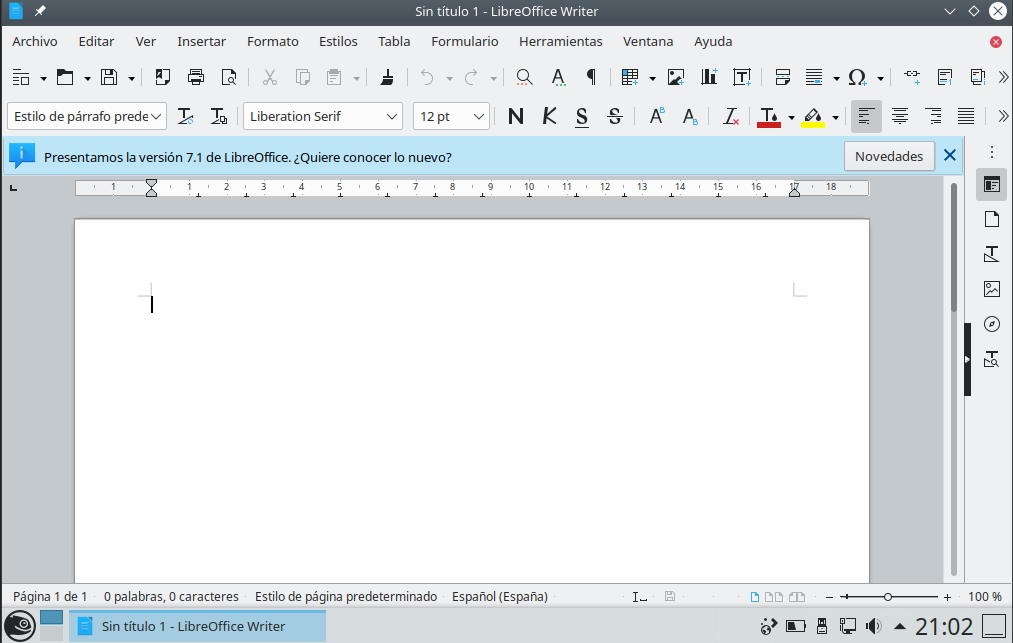 Sin título 1 - LibreOffice Writer
Archivo Editar Ver Insertar Formato Estilos Tabla Formulario Herramientas Ventana Ayuda
Estilo de párrafo prede Liberation Serif 12 pt N K S S
Presentamos la versión 7.1 de LibreOffice. ¿Quiere conocer lo nuevo? Novedades
1 1 2 3 4 5 6 7 8 9 10 11 12 13 14 15 16 17 18
Página 1 de 1 0 palabras, 0 caracteres Estilo de página predeterminado Español (España) 100 %
Sin título 1 - LibreOffice Writer 21:02